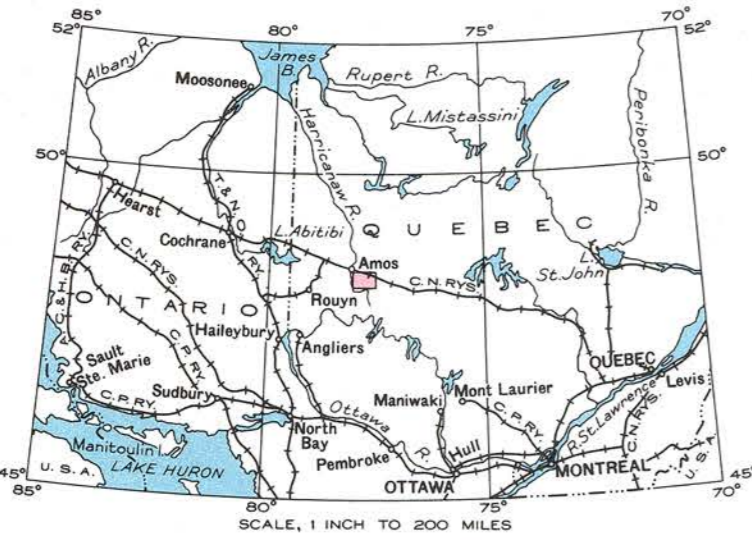 85°
80°
75°
70°
52°
52°
James
B.
Albany R.
Moosonee
Rupert R.
L. Mistassini
Peribonka R.
Harricanaw R.
50°
50°
Hearst
T. & N. O. RY.
L. Abitibi
QUEBEC
Cochrane
C. N. RYS.
Amos
L.
St. John
C. N. RYS.
A. C. & H. B. RY.
ONTARIO
Rouyn
Haileybury
Angliers
C. P. RY.
QUEBEC
Levis
Sault
Ste. Marie
Sudbury
Maniwaki
Mont Laurier
C. P. RY.
Ottawa R.
C. P. RY.
R. St. Lawrence
C. N. RYS.
North
Bay
Manitoulin I.
Pembroke
Hull
MONTREAL
U. S. A.
LAKE HURON
OTTAWA
U. S. A.
45°
45°
85°
80°
75°
70°
SCALE, 1 INCH TO 200 MILES